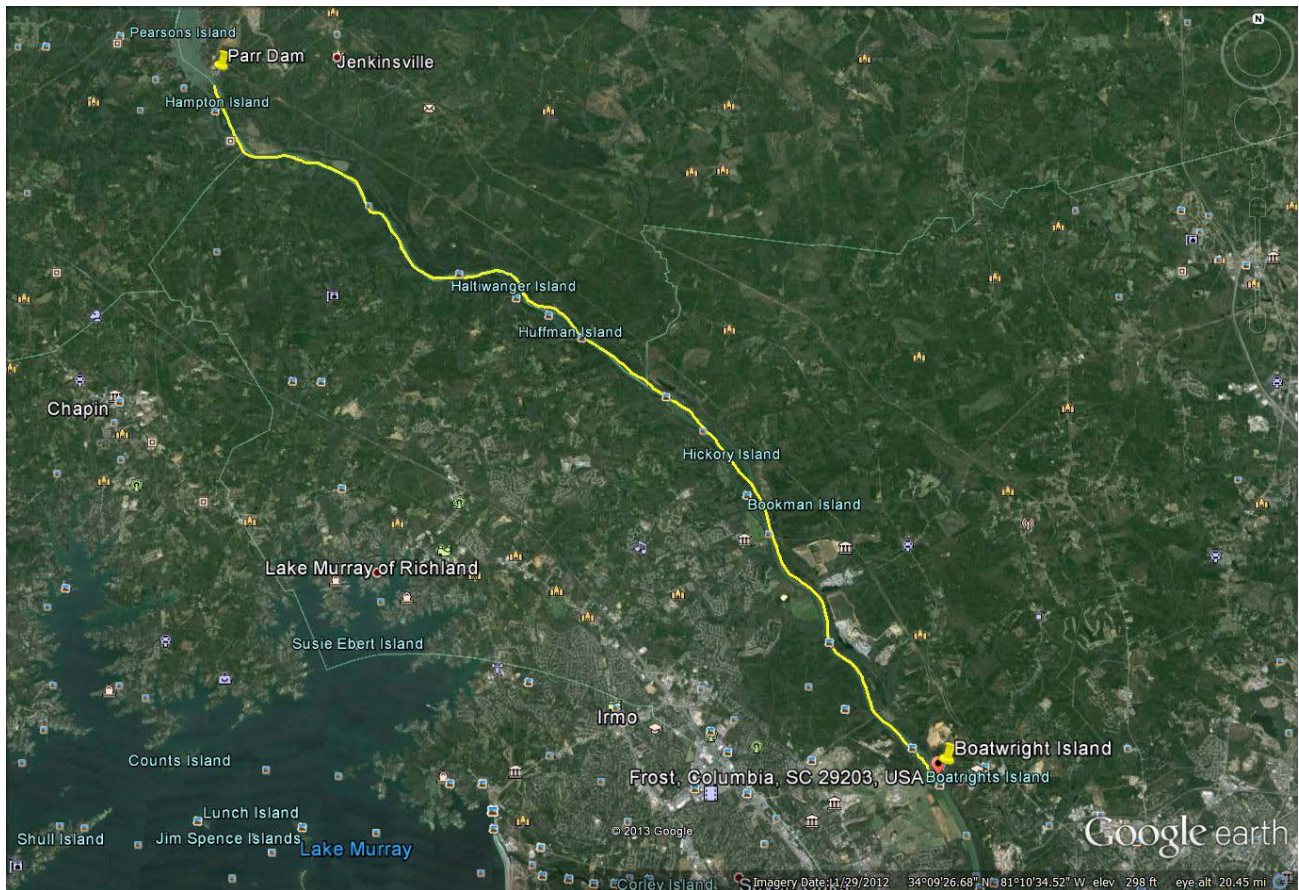 N
Pearsons Island
Parr Dam
Jenkinsville
Hampton Island
Haltiwanger Island
Huffman Island
Chapin
Hickory Island
Bookman Island
Lake Murray of Richland
Susie Ebert Island
Irmo
Boatwright Island
Counts Island
Frost, Columbia, SC 29203, USA
Boatrights Island
Lunch Island
Shull Island
Jim Spence Islands
© 2013 Google
Google earth
Lake Murray
Corley Island
Imagery Date: 1/29/2012 34°09'26.68" N 81°10'34.52" W elev 298 ft eye alt 20.45 mi